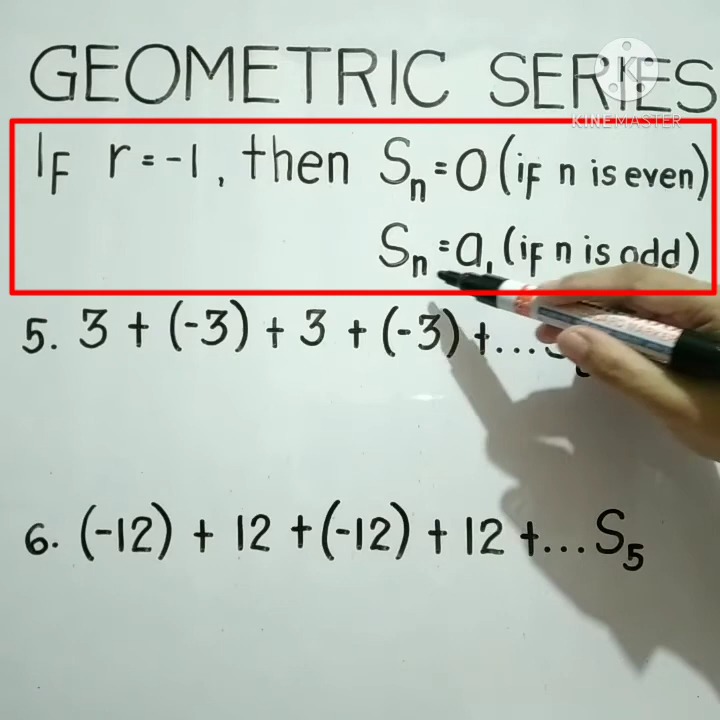 GEOMETRIC SERIES
K
KINEMASTER
IF r = -1, then Sn = 0 (if n is even)
Sn = a1 (if n is odd)
5. 3 + (-3) + 3 + (-3) + ...
6. (-12) + 12 + (-12) + 12 + ... S5